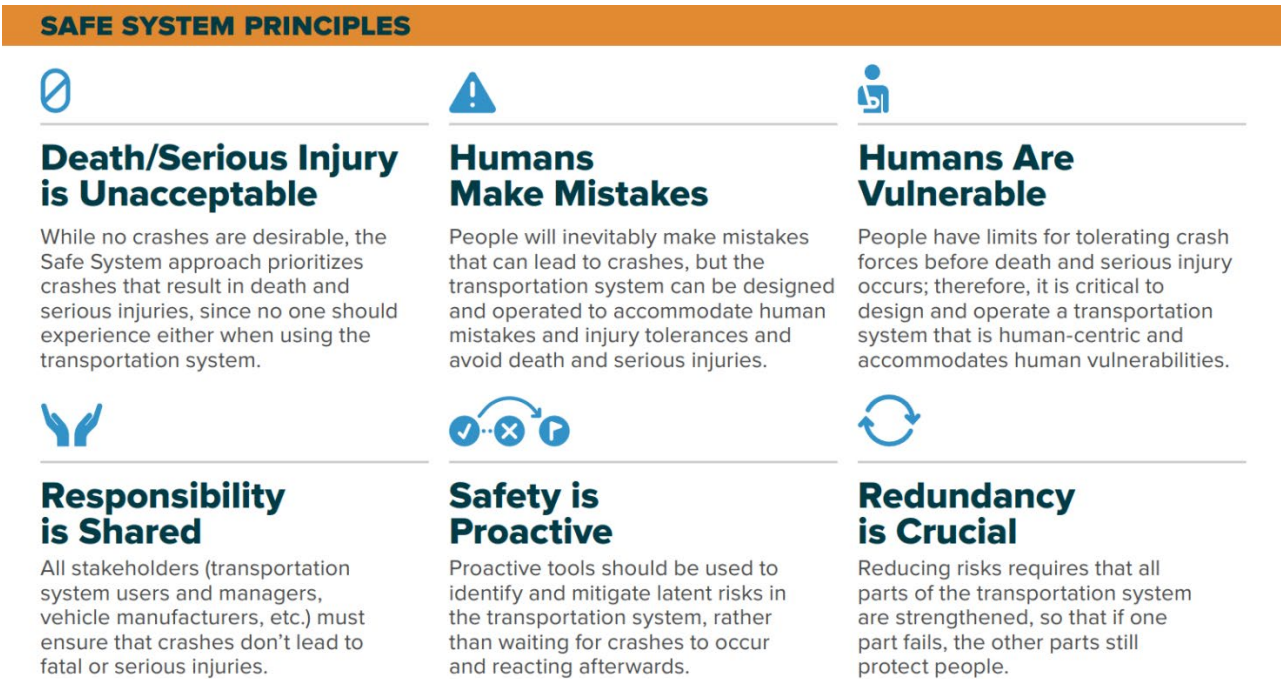 SAFE SYSTEM PRINCIPLES
Death/Serious Injury
is Unacceptable
While no crashes are desirable, the
Safe System approach prioritizes
crashes that result in death and
serious injuries, since no one should
experience either when using the
transportation system.
Humans
Make Mistakes
People will inevitably make mistakes
that can lead to crashes, but the
transportation system can be designed
and operated to accommodate human
mistakes and injury tolerances and
avoid death and serious injuries.
Humans Are
Vulnerable
People have limits for tolerating crash
forces before death and serious injury
occurs; therefore, it is critical to
design and operate a transportation
system that is human-centric and
accommodates human vulnerabilities.
Responsibility
is Shared
All stakeholders (transportation
system users and managers,
vehicle manufacturers, etc.) must
ensure that crashes don’t lead to
fatal or serious injuries.
Safety is
Proactive
Proactive tools should be used to
identify and mitigate latent risks in
the transportation system, rather
than waiting for crashes to occur
and reacting afterwards.
Redundancy
is Crucial
Reducing risks requires that all
parts of the transportation system
are strengthened, so that if one
part fails, the other parts still
protect people.